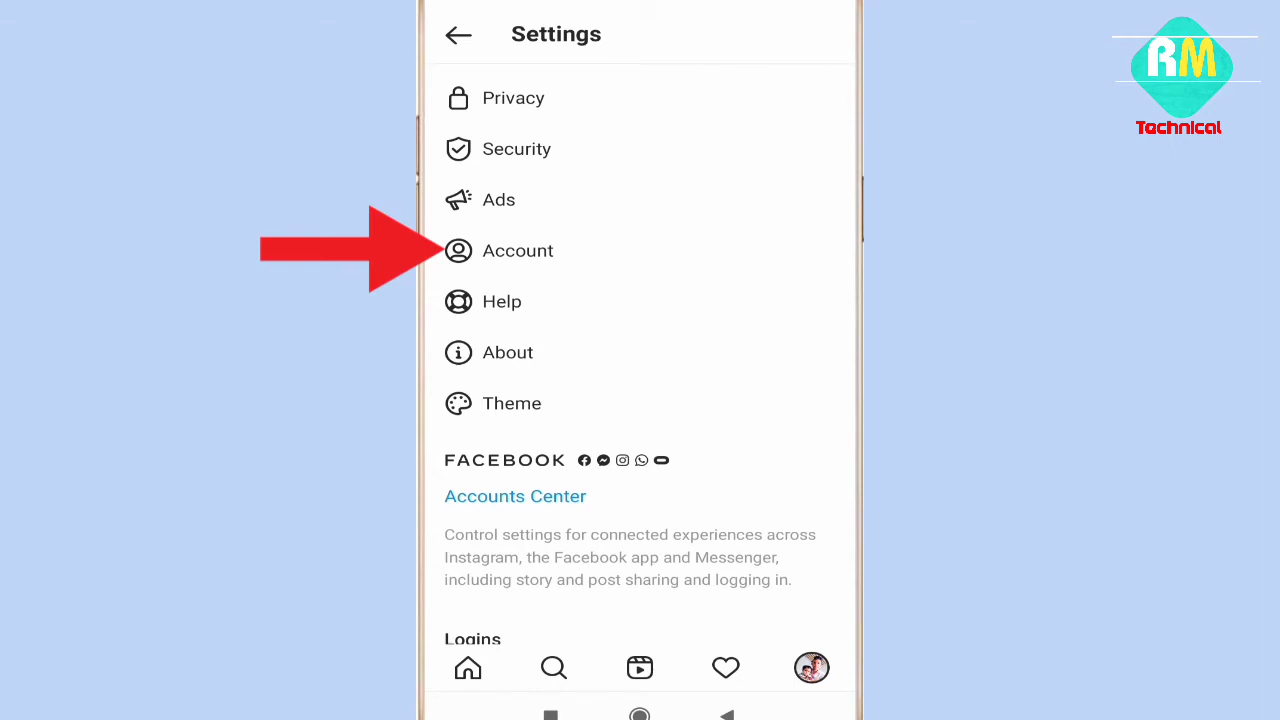 Settings
RM
Technical
Privacy
Security
Ads
Account
Help
About
Theme
FACEBOOK
Accounts Center
Control settings for connected experiences across
Instagram, the Facebook app and Messenger,
including story and post sharing and logging in.
Logins